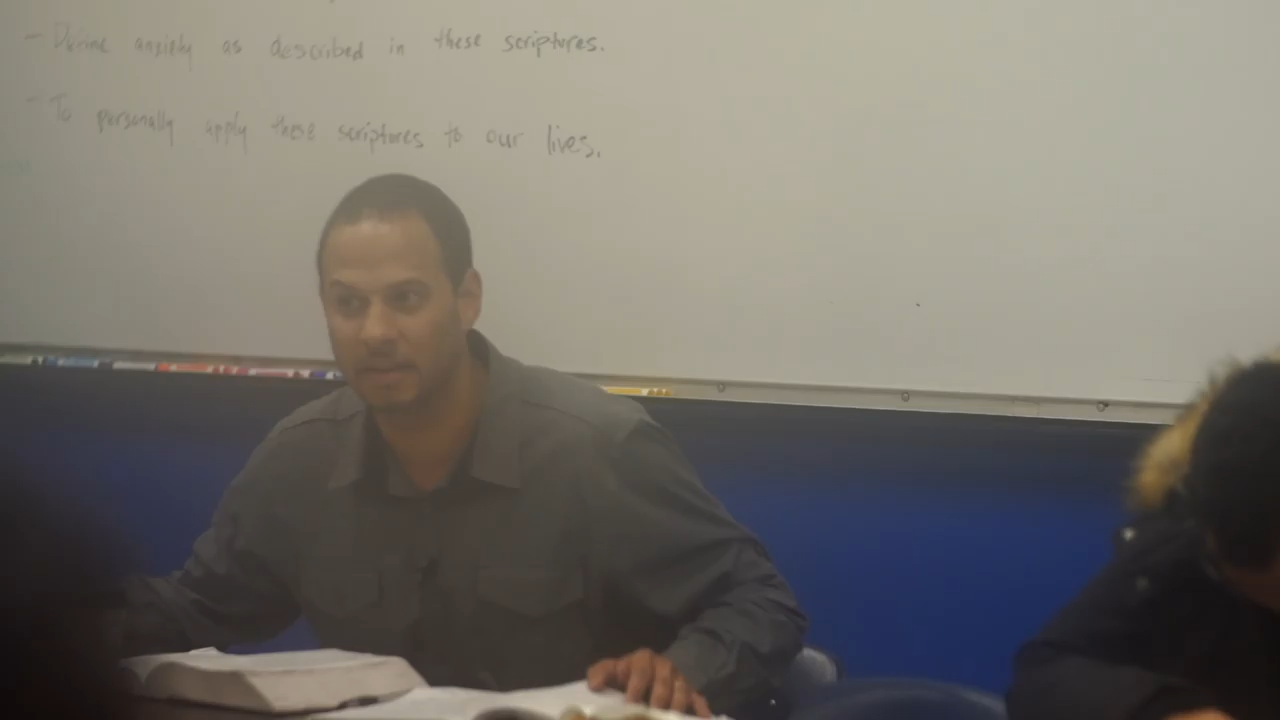 - Define anxiety as described in these scriptures.
- To personally apply these scriptures to our lives.